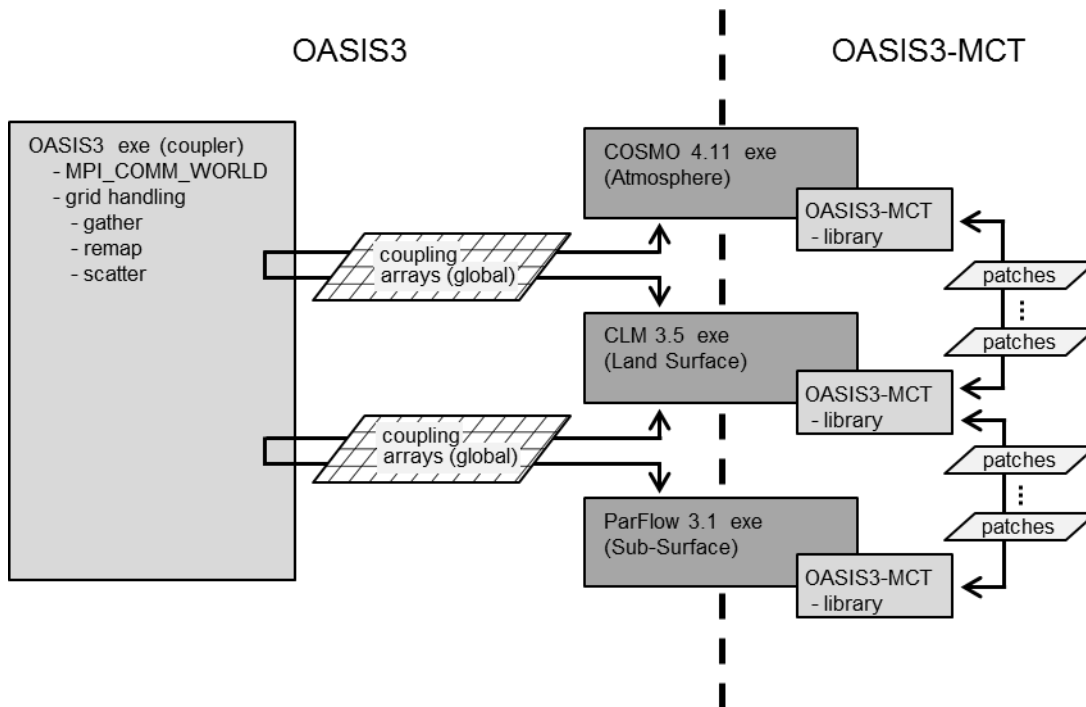 OASIS3
OASIS3-MCT
OASIS3 exe (coupler)
- MPI_COMM_WORLD
- grid handling
- gather
- remap
- scatter
coupling
arrays (global)
coupling
arrays (global)
COSMO 4.11 exe
(Atmosphere)
OASIS3-MCT
- library
CLM 3.5 exe
(Land Surface)
OASIS3-MCT
- library
ParFlow 3.1 exe
(Sub-Surface)
OASIS3-MCT
- library
patches
...
patches
patches
...
patches